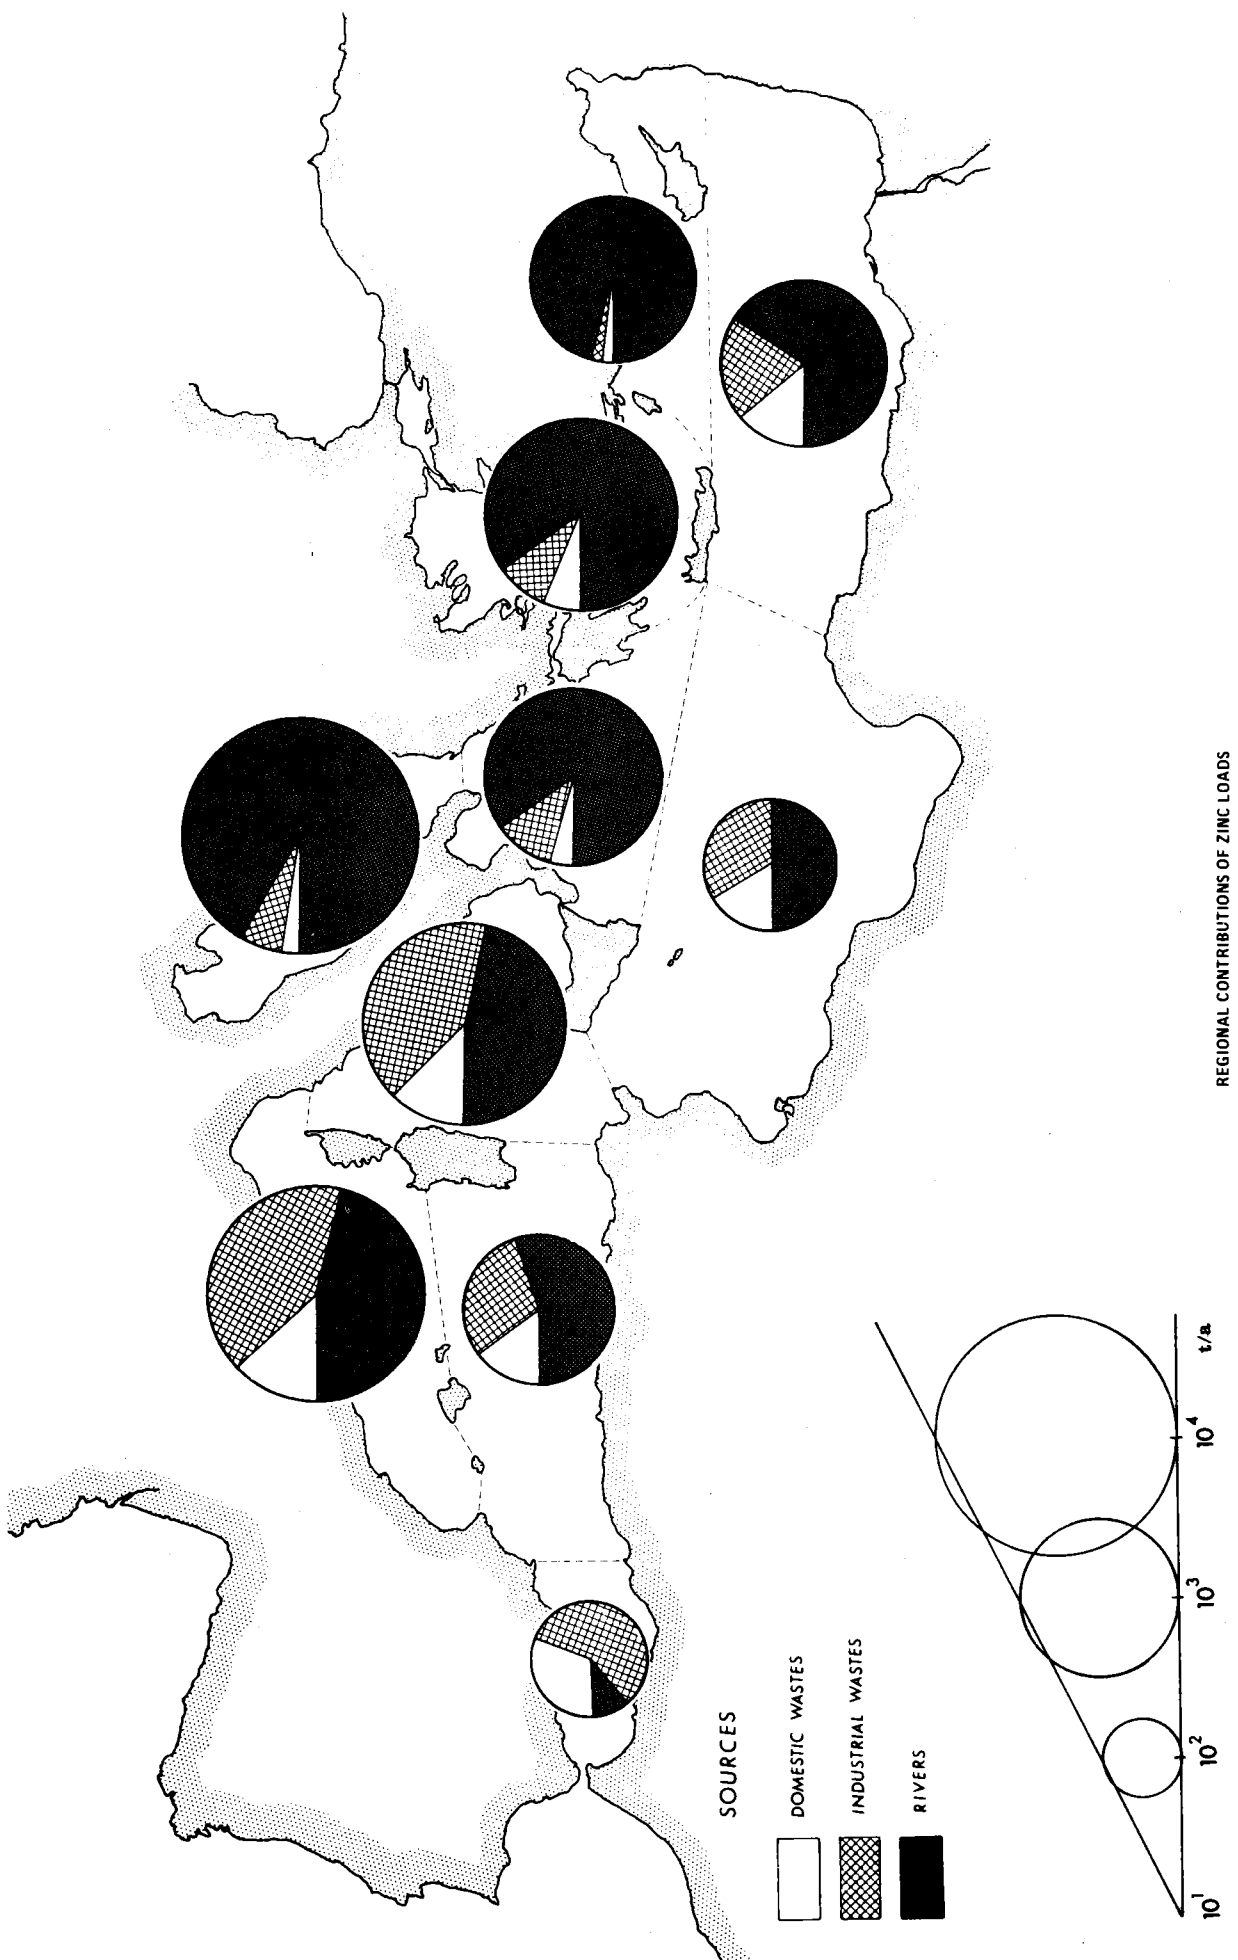 SOURCES
DOMESTIC WASTES
INDUSTRIAL WASTES
RIVERS
10¹ 10² 10³ 10⁴ t/a
REGIONAL CONTRIBUTIONS OF ZINC LOADS